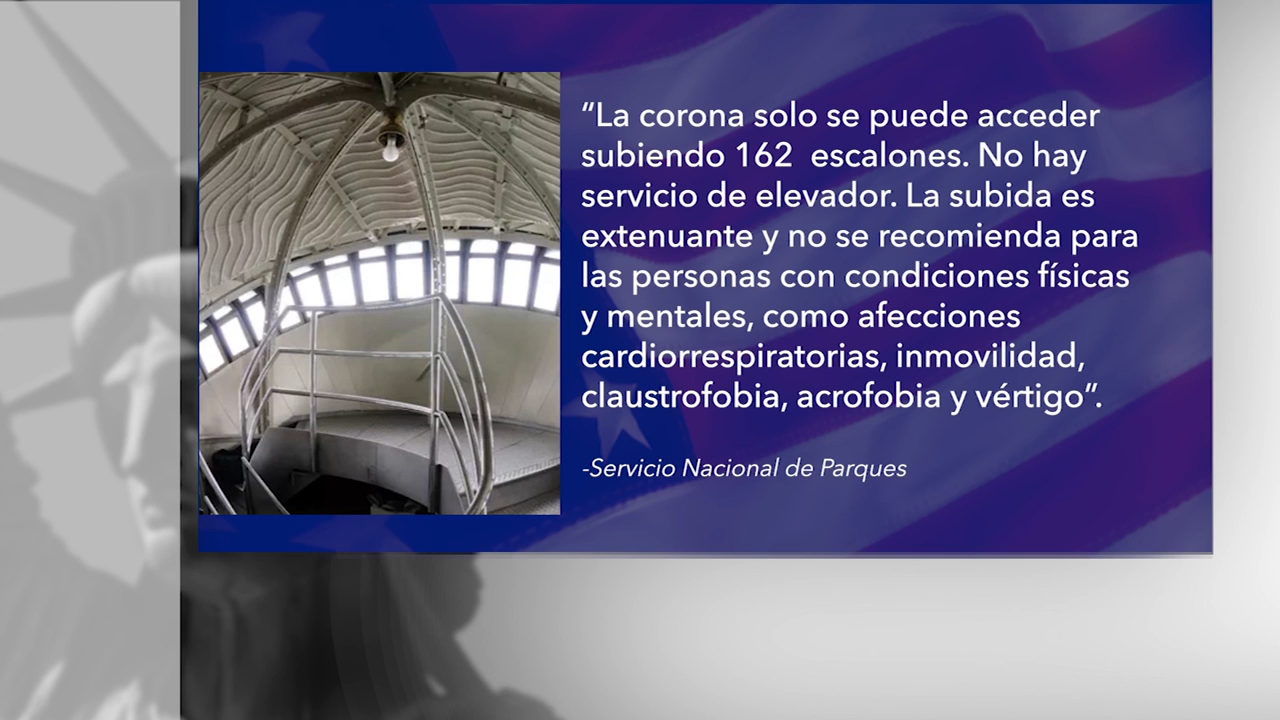 “La corona solo se puede acceder
subiendo 162  escalones. No hay
servicio de elevador. La subida es
extenuante y no se recomienda para
las personas con condiciones físicas
y mentales, como afecciones
cardiorrespiratorias, inmovilidad,
claustrofobia, acrofobia y vértigo”.
-Servicio Nacional de Parques